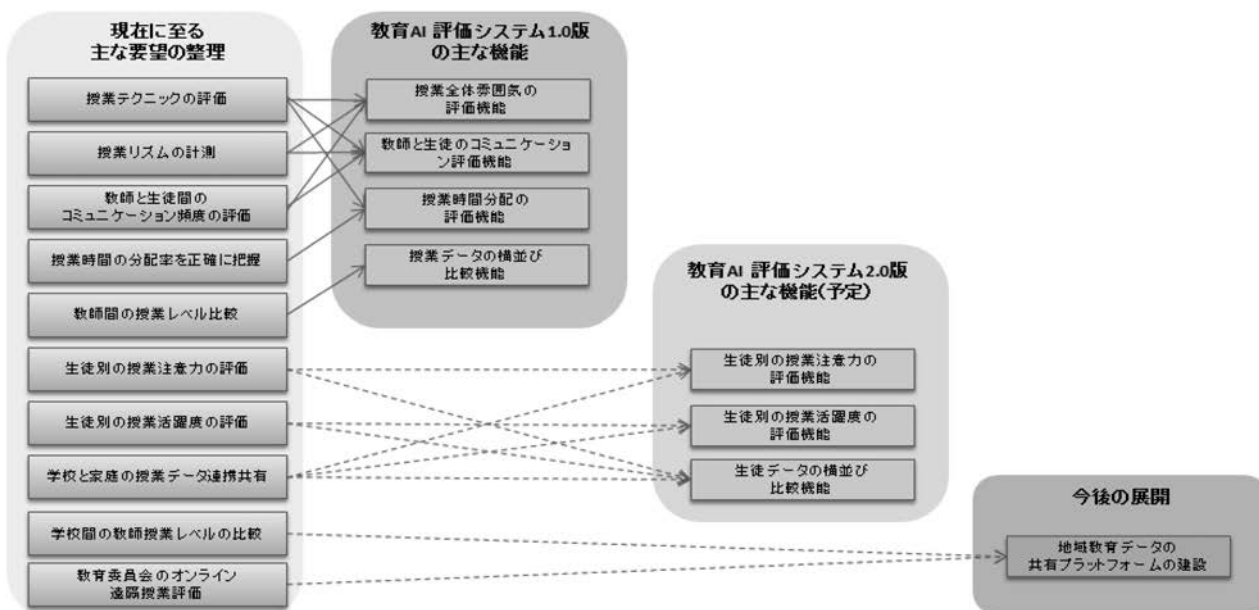 現在に至る
主な要望の整理
授業テクニックの評価
授業リズムの計測
教師と生徒間の
コミュニケーション頻度の評価
授業時間の分配率を正確に把握
教師間の授業レベル比較
生徒別の授業注意力の評価
生徒別の授業活躍度の評価
学校と家庭の授業データ連携共有
学校間の教師授業レベルの比較
教育委員会のオンライン
遠隔授業評価
教育AI 評価システム1.0版
の主な機能
授業全体雰囲気の
評価機能
教師と生徒のコミュニケーショ
ン評価機能
授業時間分配の
評価機能
授業データの横並び
比較機能
教育AI 評価システム2.0版
の主な機能(予定)
生徒別の授業注意力の
評価機能
生徒別の授業活躍度の
評価機能
生徒データの横並び
比較機能
今後の展開
地域教育データの
共有プラットフォームの建設